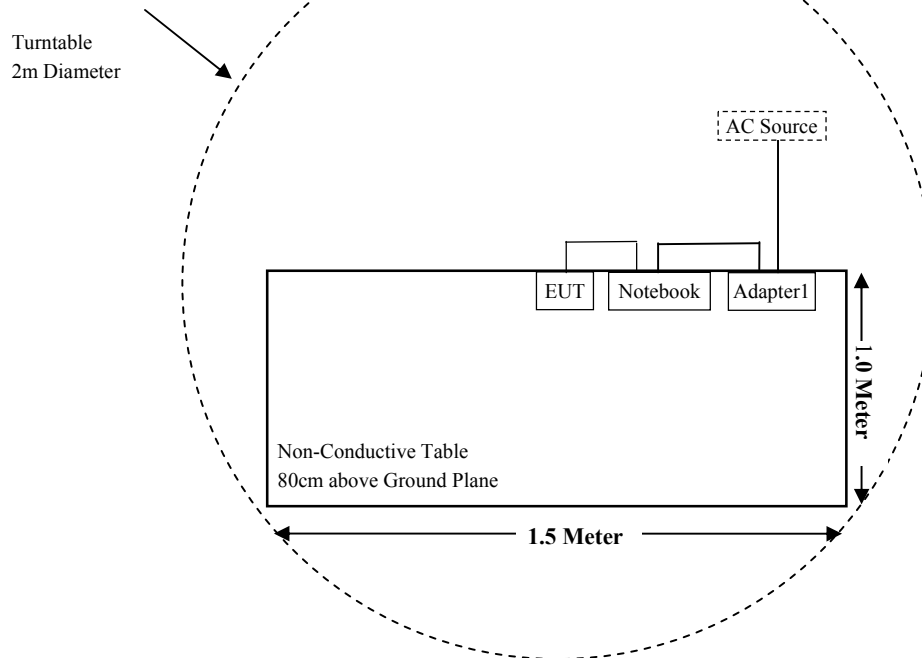 Turntable
2m Diameter
AC Source
EUT
Notebook
Adapter1
1.0 Meter
Non-Conductive Table
80cm above Ground Plane
1.5 Meter